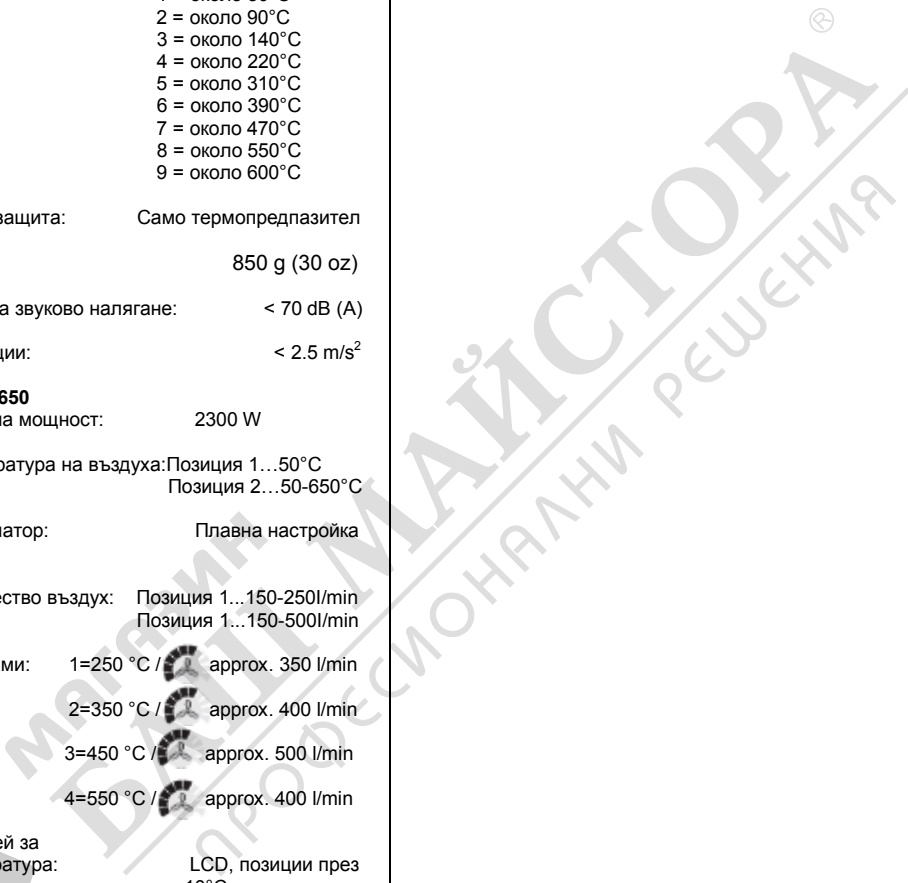 2 = около 90°C
3 = около 140°C
4 = около 220°C
5 = около 310°C
6 = около 390°C
7 = около 470°C
8 = около 550°C
9 = около 600°C
защита: Само термопредпазител
850 g (30 oz)
а звуково налягане: < 70 dB (A)
ции: < 2.5 m/s²
650
на мощност: 2300 W
ратура на въздуха:Позиция 1…50°C
Позиция 2…50-650°C
атор: Плавна настройка
ество въздух: Позиция 1...150-250l/min
Позиция 1...150-500l/min
ми: 1=250 °C / approx. 350 l/min
2=350 °C / approx. 400 l/min
3=450 °C / approx. 500 l/min
4=550 °C / approx. 400 l/min
ей за
ратура: LCD, позиции през
МАГАЗИН
БАШ МАЙСТОРА ®
ПРОФЕСИОНАЛНИ РЕШЕНИЯ